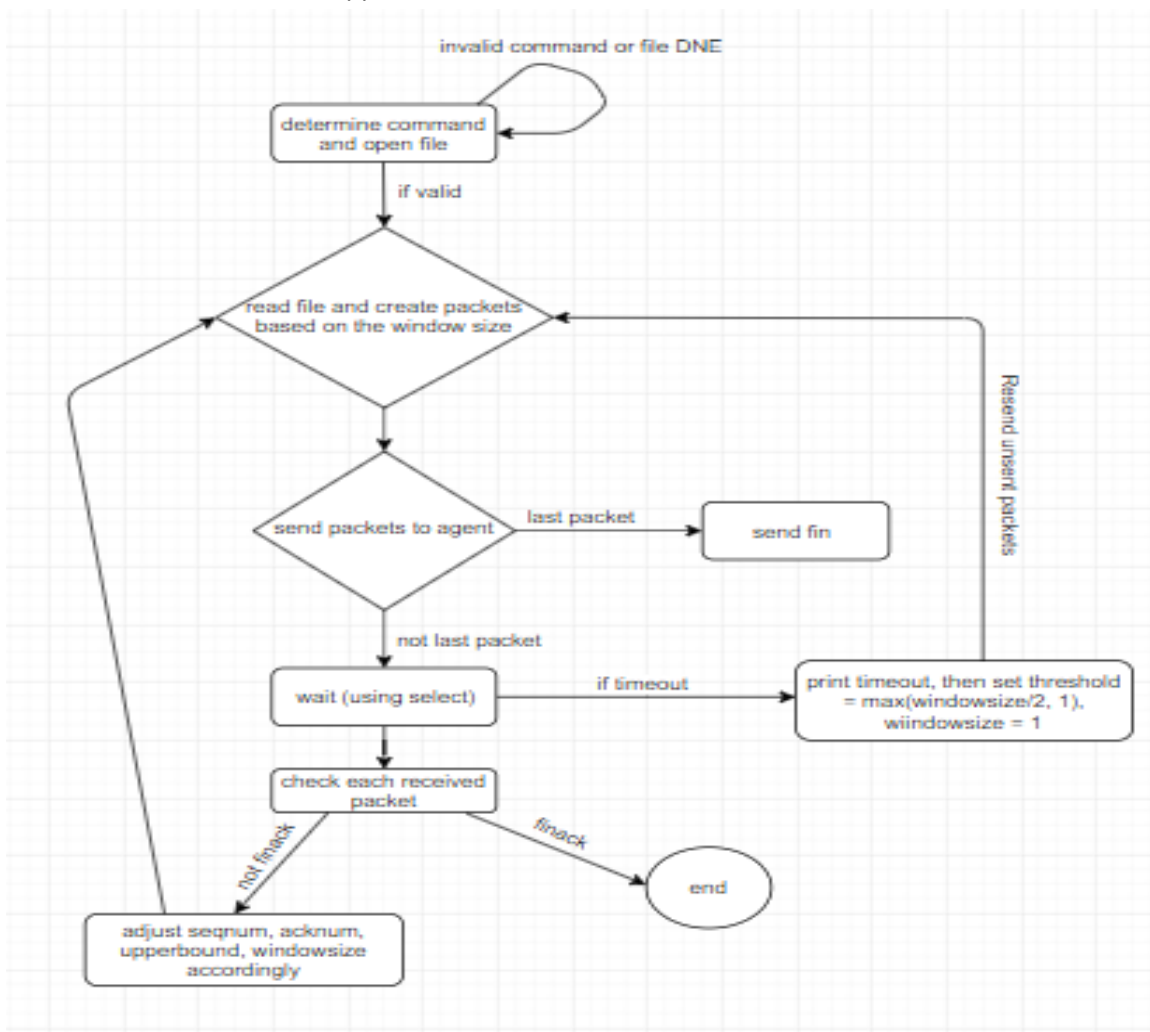 invalid command or file DNE
determine command
and open file
if valid
read file and create packets
based on the window size
Resend unsent packets
send packets to agent
last packet
send fin
not last packet
wait (using select)
if timeout
print timeout, then set threshold
= max(windowsize/2, 1),
wiindowsize = 1
check each received
packet
not finack
finack
end
adjust seqnum, acknum,
upperbound, windowsize
accordingly